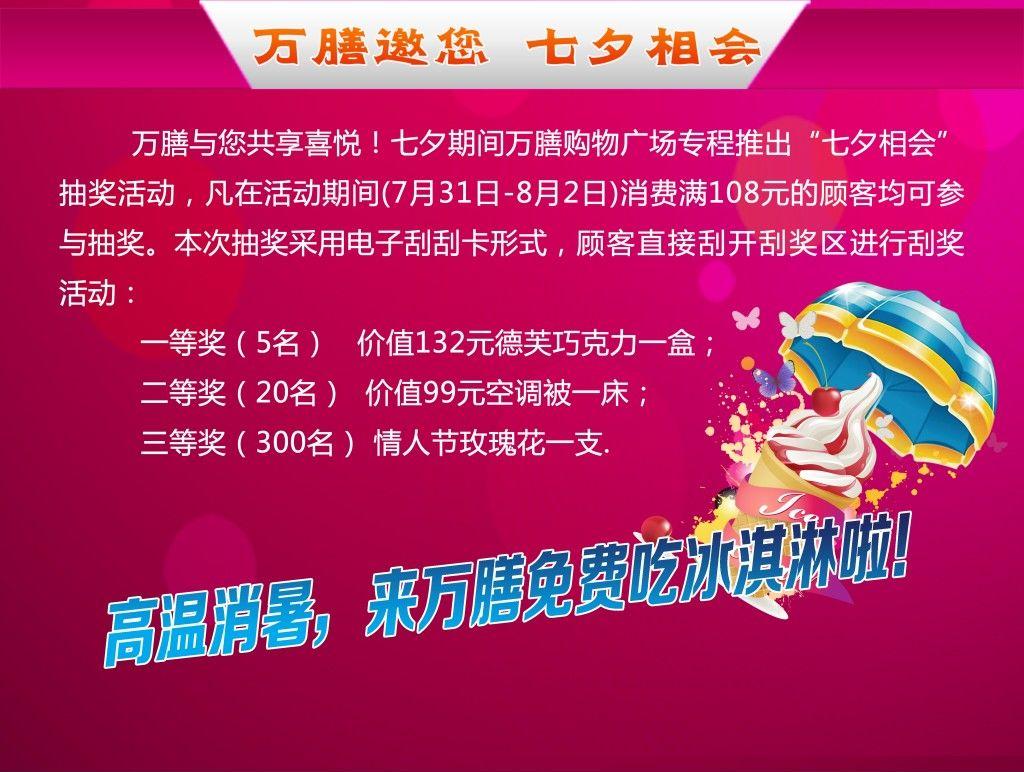 万膳邀您 七夕相会
万膳与您共享喜悦！七夕期间万膳购物广场专程推出“七夕相会”
抽奖活动，凡在活动期间(7月31日-8月2日)消费满108元的顾客均可参
与抽奖。本次抽奖采用电子刮刮卡形式，顾客直接刮开刮奖区进行刮奖
活动：
一等奖（5名） 价值132元德芙巧克力一盒；
二等奖（20名） 价值99元空调被一床；
三等奖（300名） 情人节玫瑰花一支.
Ice
高温消暑，来万膳免费吃冰淇淋啦!